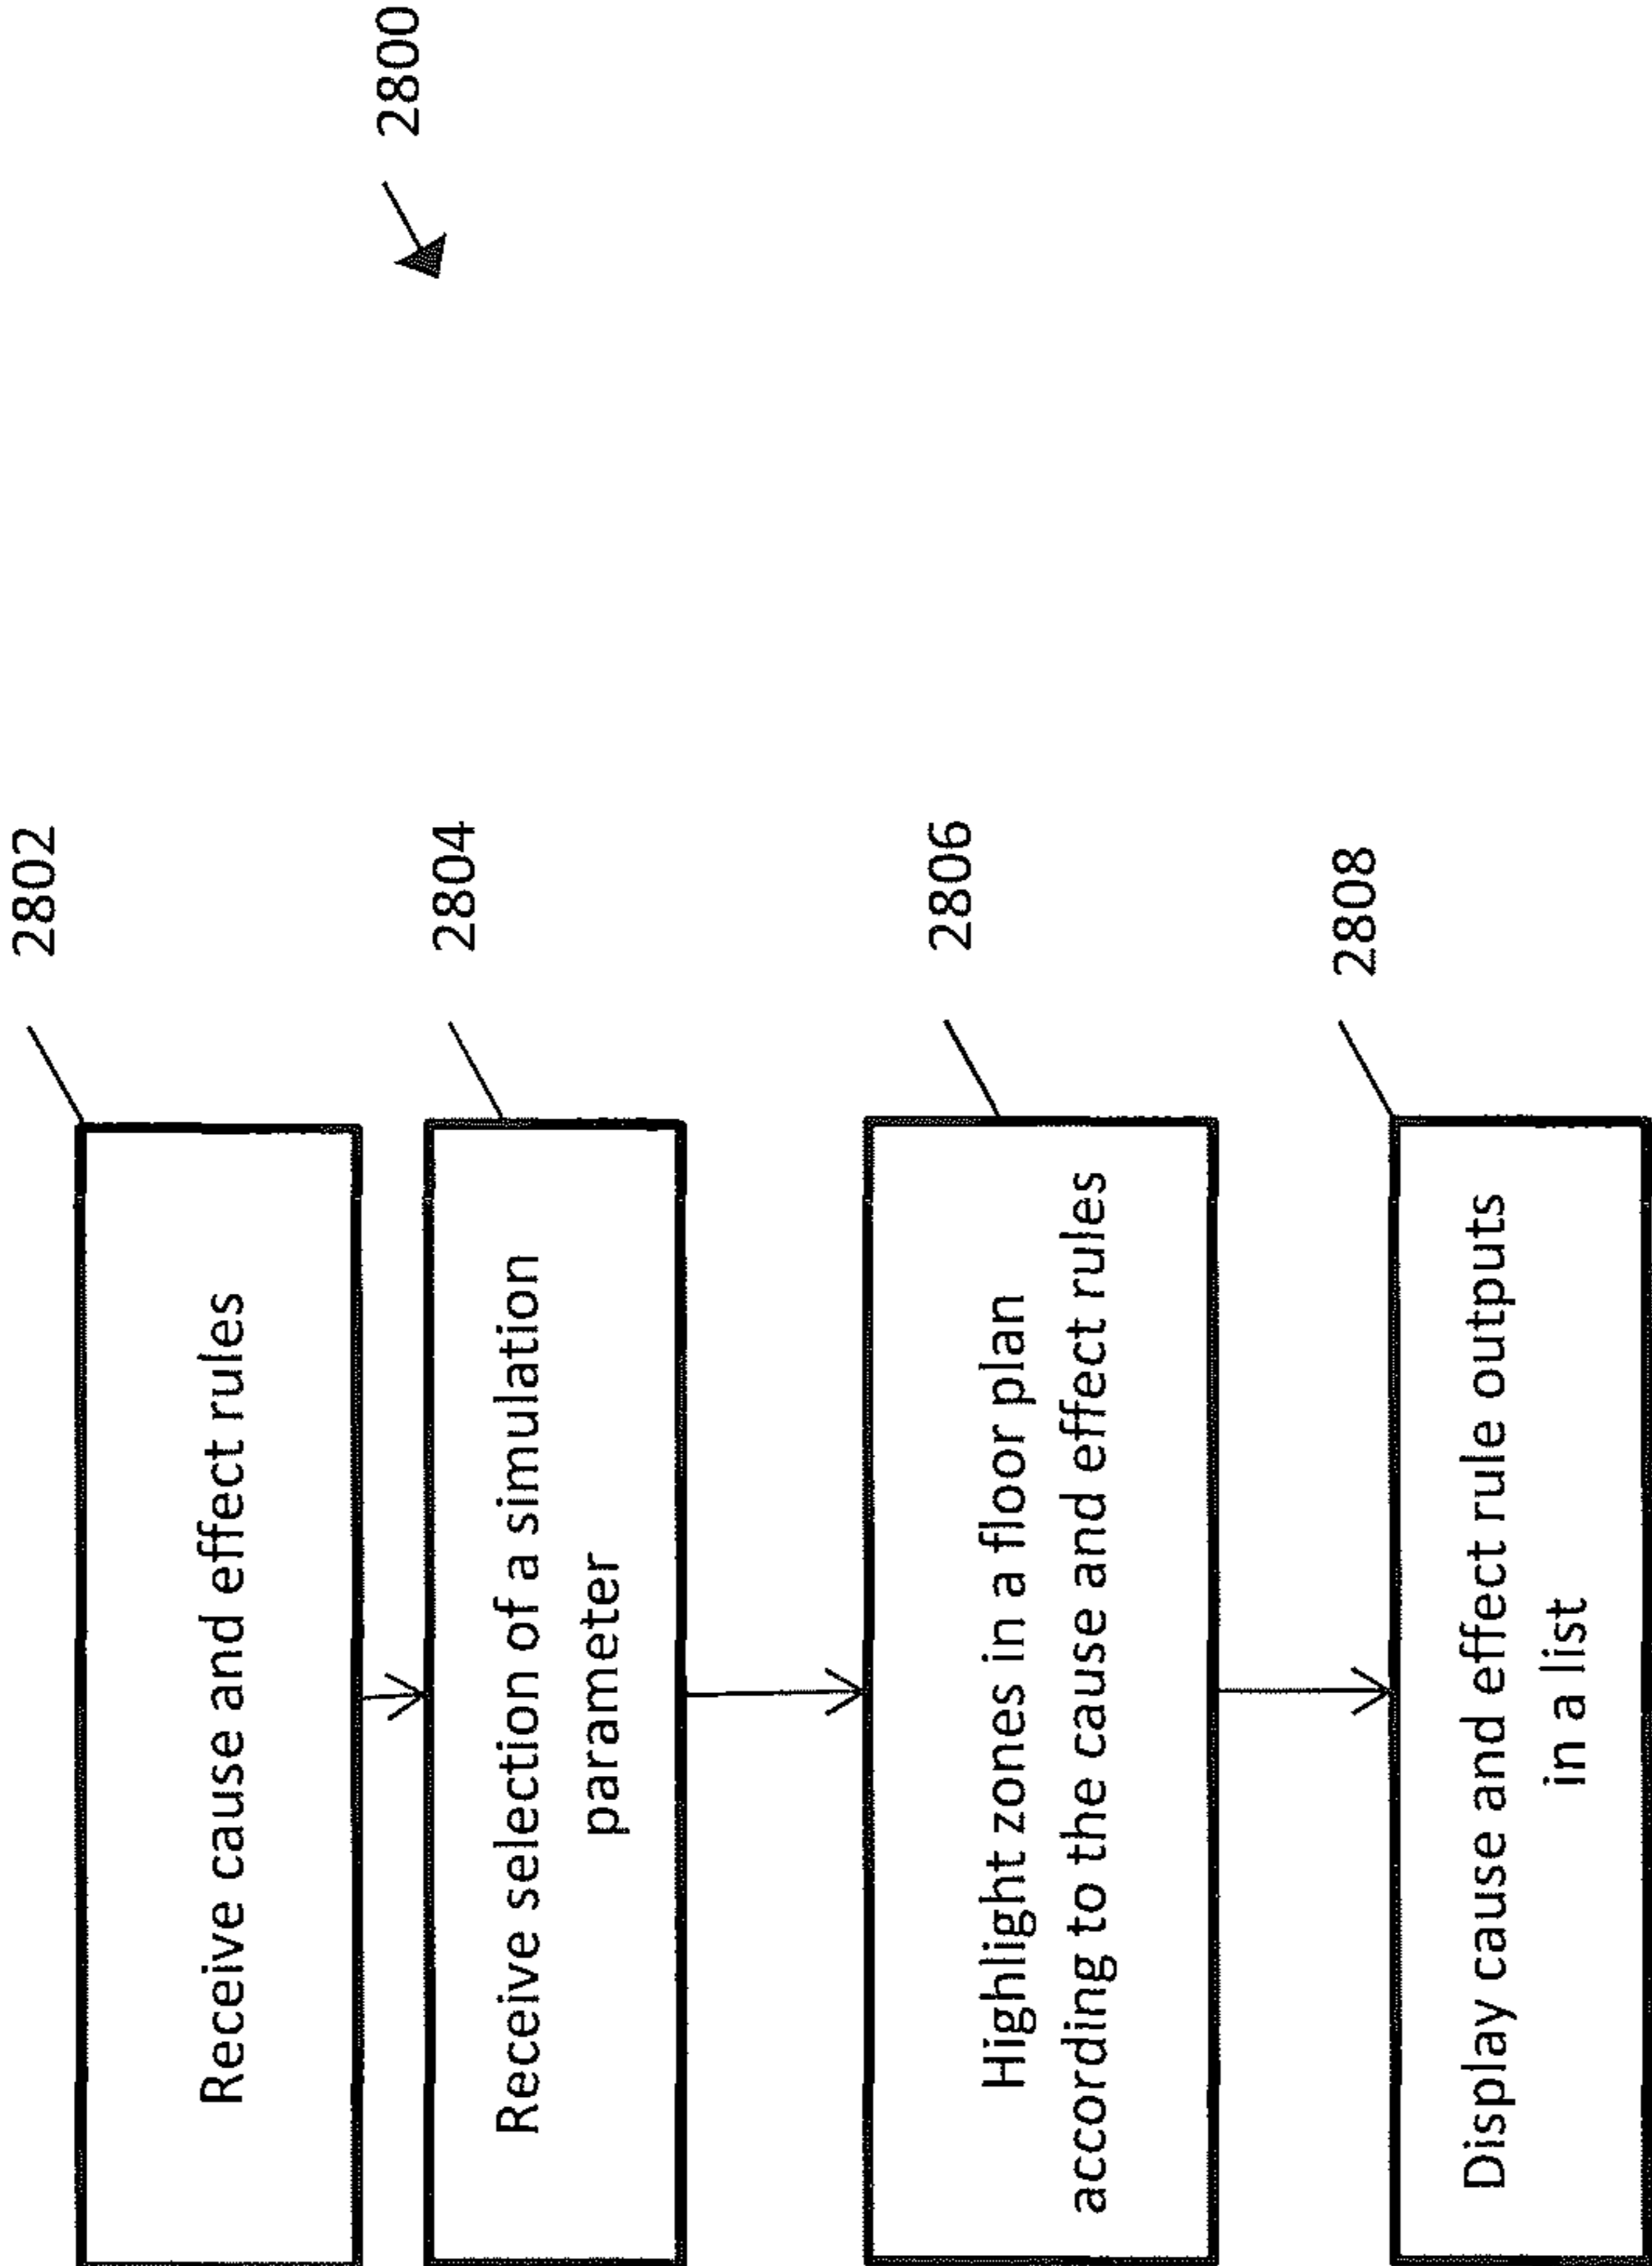 2800
2802
Receive cause and effect rules
2804
Receive selection of a simulation
parameter
2806
Highlight zones in a floor plan
according to the cause and effect rules
2808
Display cause and effect rule outputs
in a list